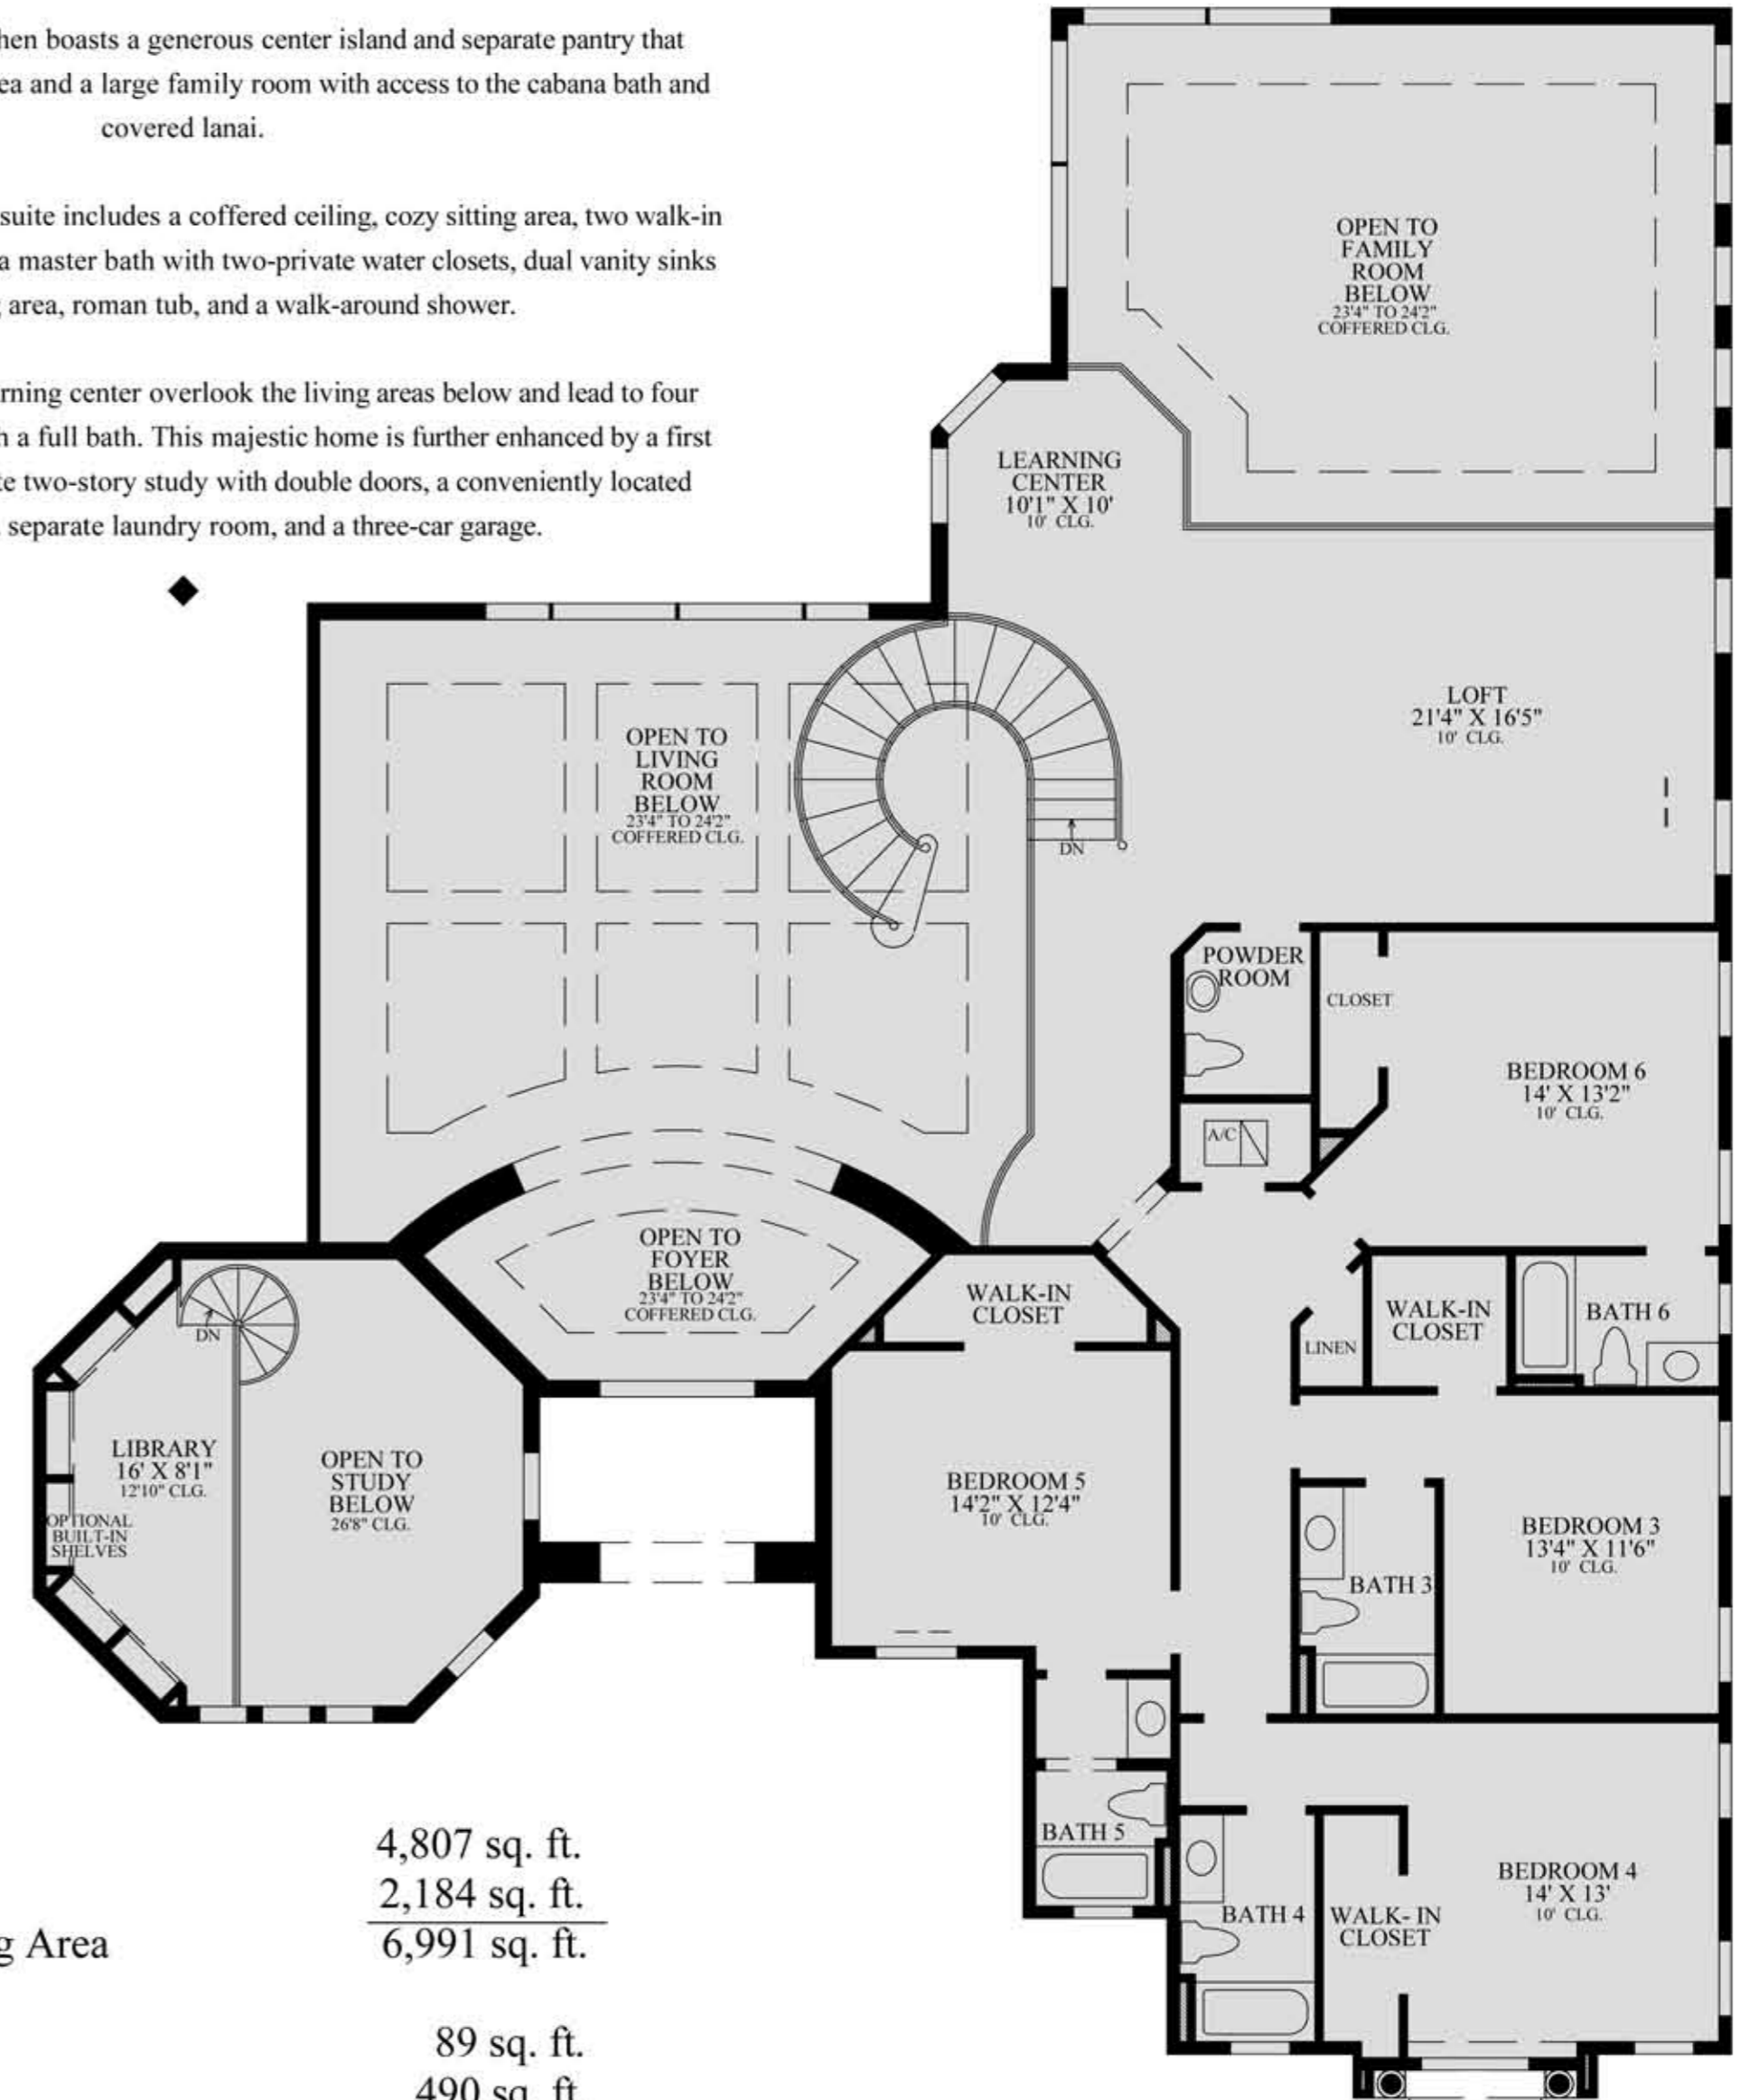 hen boasts a generous center island and separate pantry that
ea and a large family room with access to the cabana bath and
covered lanai.
suite includes a coffered ceiling, cozy sitting area, two walk-in
a master bath with two-private water closets, dual vanity sinks
area, roman tub, and a walk-around shower.
rning center overlook the living areas below and lead to four
h a full bath. This majestic home is further enhanced by a first
te two-story study with double doors, a conveniently located
separate laundry room, and a three-car garage.
OPEN TO
FAMILY
ROOM
BELOW
23'4" TO 24'2"
COFFERED CLG.
LEARNING
CENTER
10'1" X 10'
10' CLG.
LOFT
21'4" X 16'5"
10' CLG.
OPEN TO
LIVING
ROOM
BELOW
23'4" TO 24'2"
COFFERED CLG.
DN
POWDER
ROOM
CLOSET
BEDROOM 6
14' X 13'2"
10' CLG.
A/C
OPEN TO
FOYER
BELOW
23'4" TO 24'2"
COFFERED CLG.
WALK-IN
CLOSET
WALK-IN
CLOSET
BATH 6
LINEN
DN
LIBRARY
16' X 8'1"
12'10" CLG.
OPTIONAL
BUILT-IN
SHELVES
OPEN TO
STUDY
BELOW
26'8" CLG.
BEDROOM 5
14'2" X 12'4"
10' CLG.
BEDROOM 3
13'4" X 11'6"
10' CLG.
BATH 3
BATH 5
BEDROOM 4
14' X 13'
10' CLG.
BATH 4
WALK- IN
CLOSET
4,807 sq. ft.
2,184 sq. ft.
g Area 6,991 sq. ft.
89 sq. ft.
490 sq. ft.